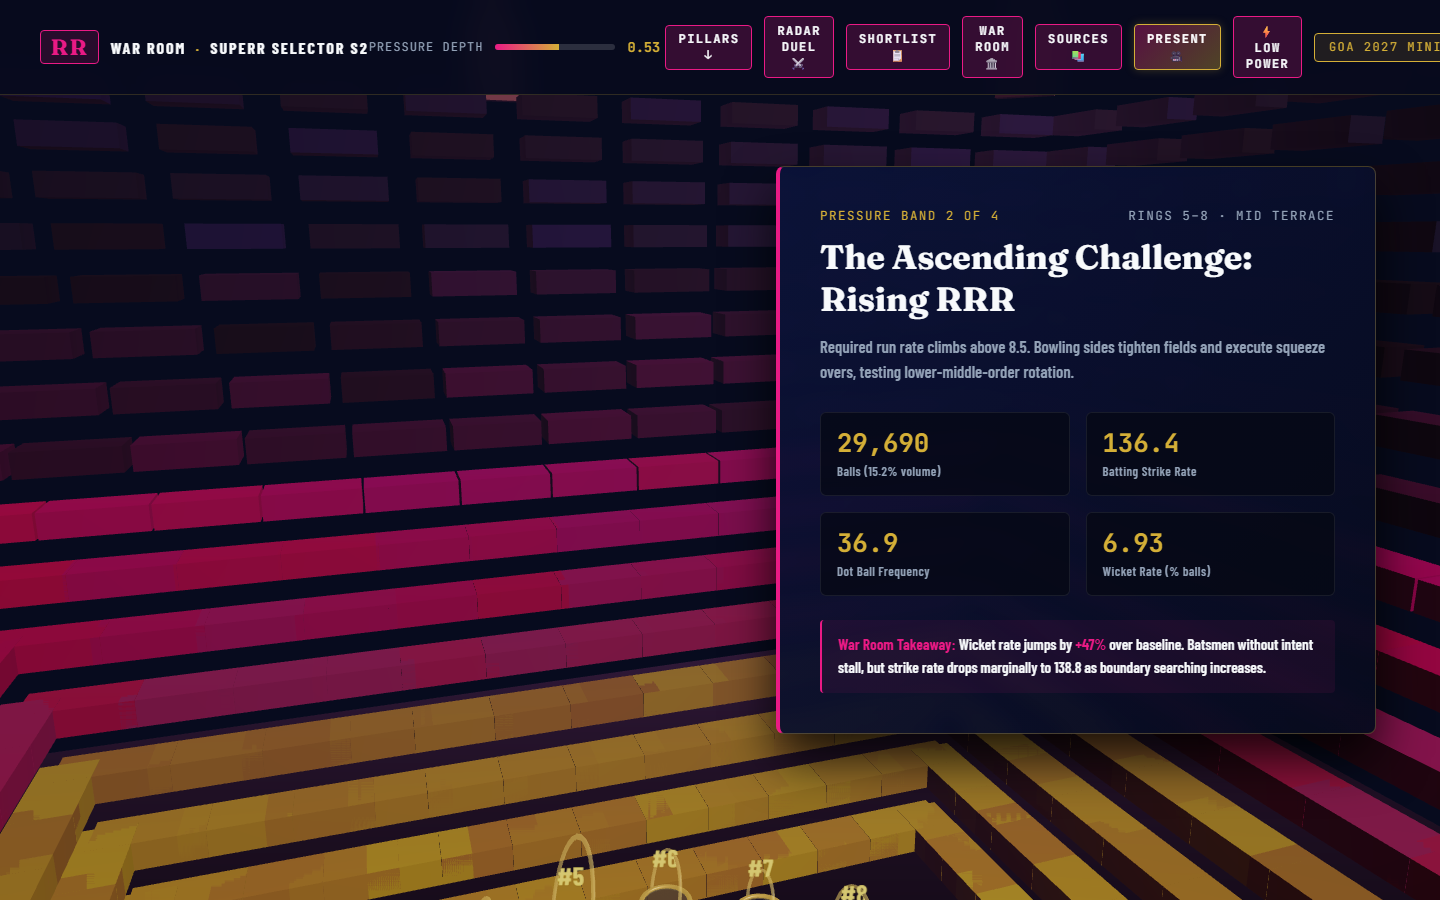 RR WAR ROOM · SUPERR SELECTOR S2 PRESSURE DEPTH 0.53
PILLARS ↓
RADAR DUEL
SHORTLIST
WAR ROOM
SOURCES
PRESENT
LOW POWER
GOA 2027 MINI
PRESSURE BAND 2 OF 4
RINGS 5–8 · MID TERRACE
The Ascending Challenge:
Rising RRR
Required run rate climbs above 8.5. Bowling sides tighten fields and execute squeeze
overs, testing lower-middle-order rotation.
29,690
Balls (15.2% volume)
136.4
Batting Strike Rate
36.9
Dot Ball Frequency
6.93
Wicket Rate (% balls)
War Room Takeaway: Wicket rate jumps by +47% over baseline. Batsmen without intent
stall, but strike rate drops marginally to 138.8 as boundary searching increases.
#5
#6
#7
#8